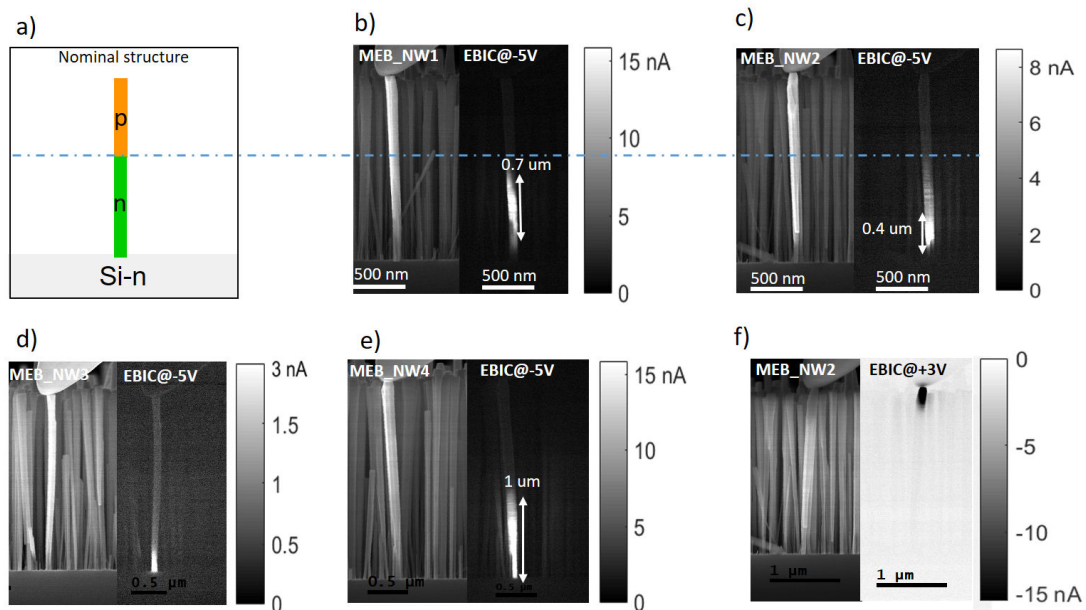 a)
Nominal structure
p
n
Si-n
b)
MEB_NW1
EBIC@-5V
0.7 um
500 nm
500 nm
15 nA
10
5
0
c)
MEB_NW2
EBIC@-5V
0.4 um
500 nm
500 nm
8 nA
6
4
2
0
d)
MEB_NW3
EBIC@-5V
0.5 µm
3 nA
1.5
1
0.5
0
e)
MEB_NW4
EBIC@-5V
1 um
0.5 µm
0.5 µm
15 nA
10
5
0
f)
MEB_NW2
EBIC@+3V
1 µm
1 µm
0
-5
-10
-15 nA